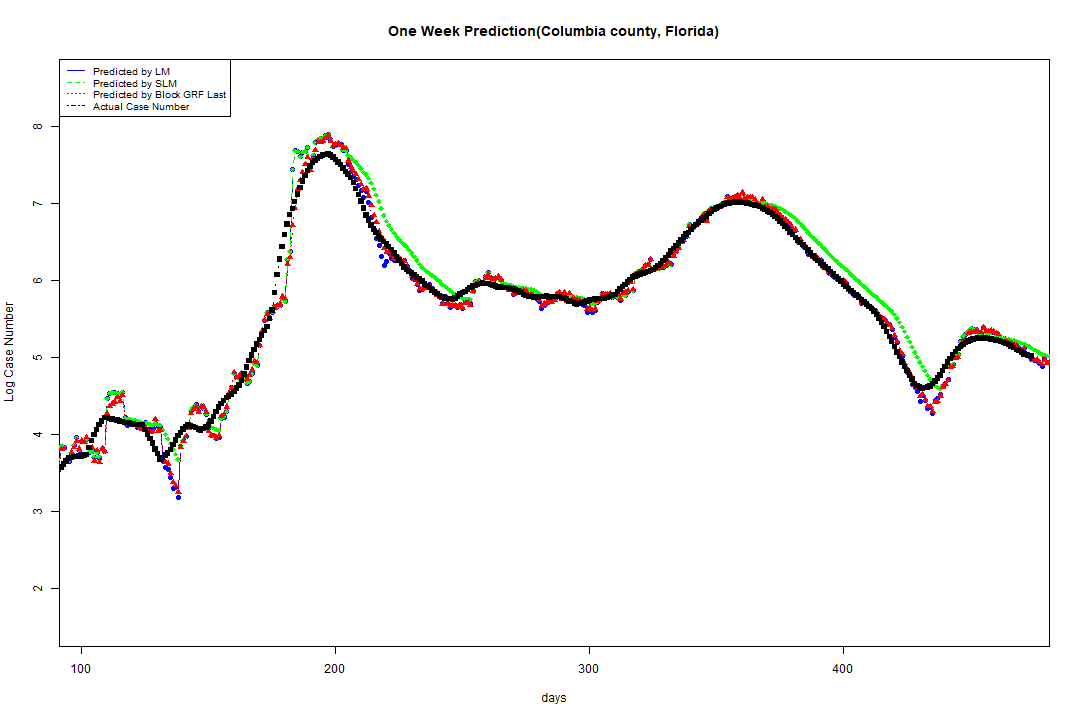 One Week Prediction(Columbia county, Florida)
Predicted by LM
Predicted by SLM
Predicted by Block GRF Last
Actual Case Number
8
7
6
5
4
3
2
Log Case Number
100 200 300 400
days